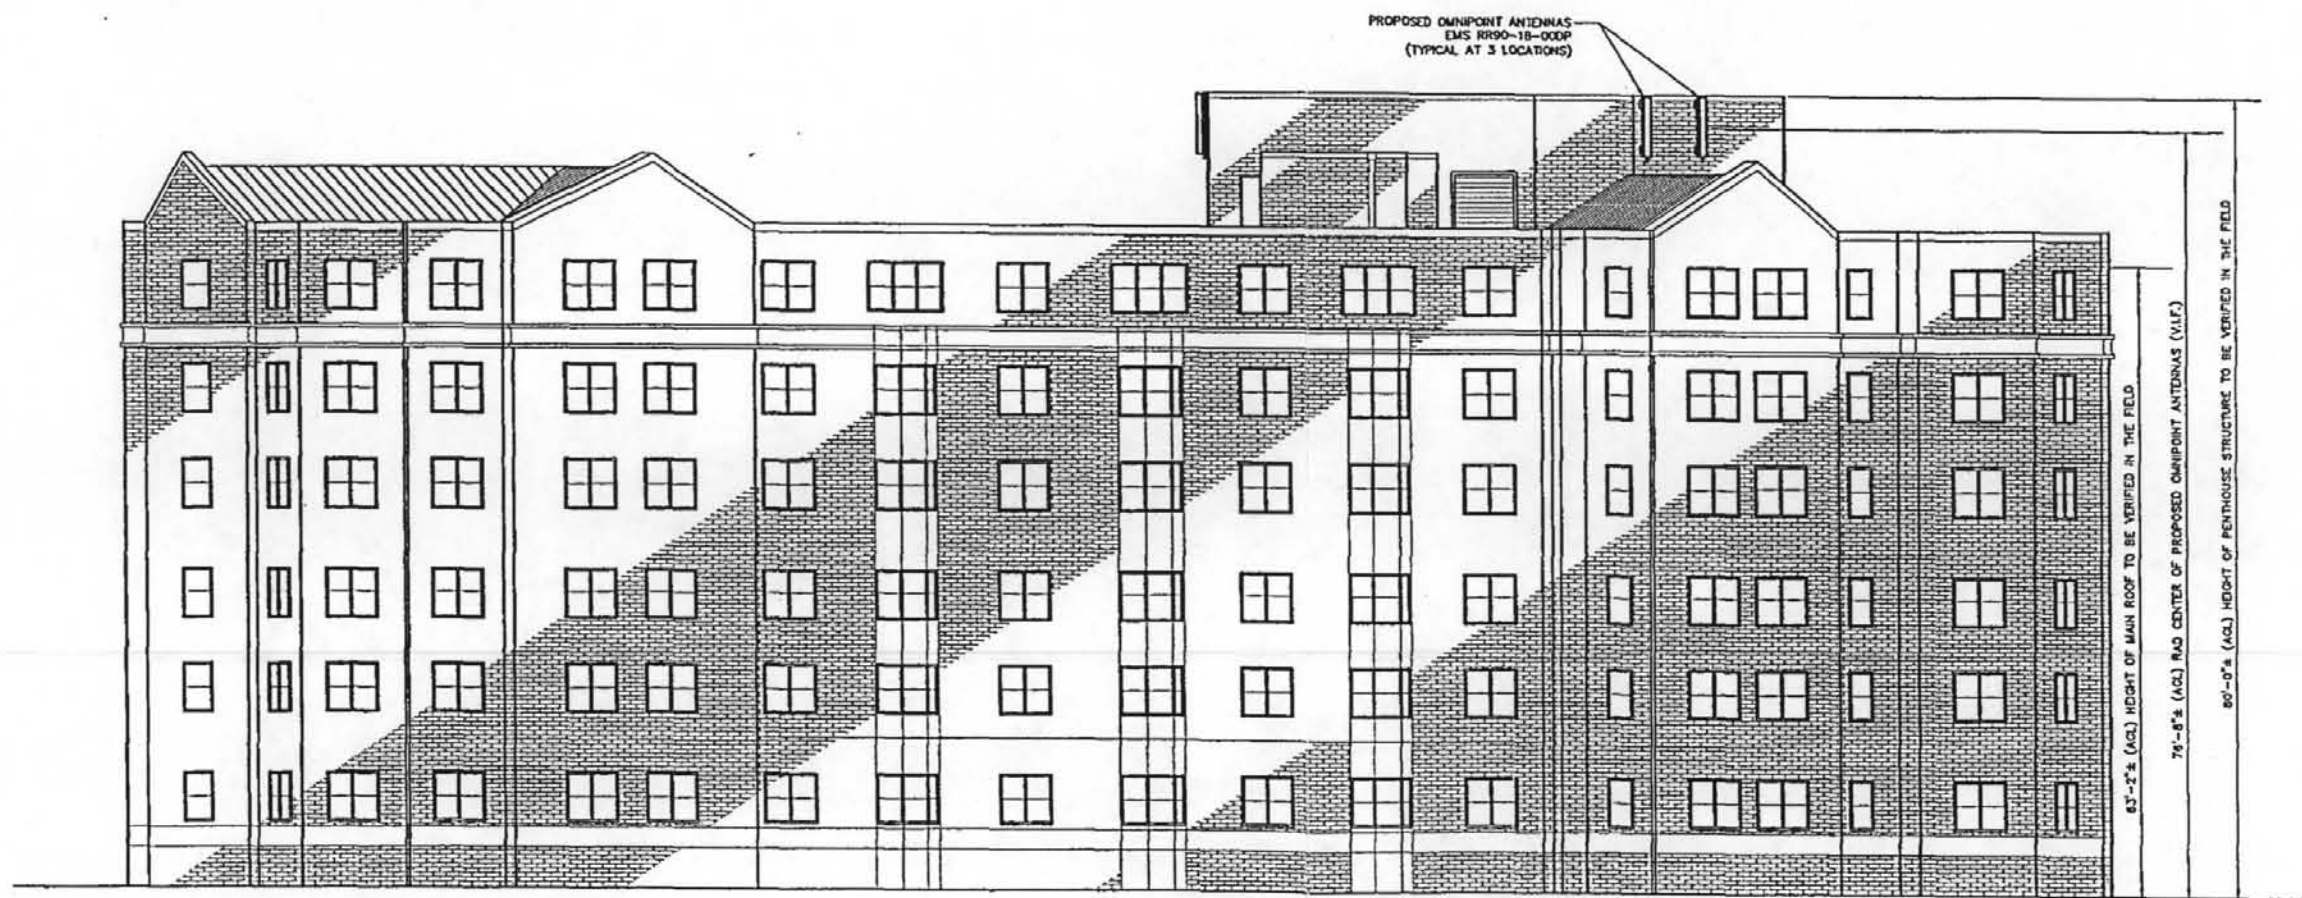 PROPOSED OMNIPOINT ANTENNAS
EMS RR90-18-00DP
(TYPICAL AT 3 LOCATIONS)
63'-2"± (AGL) HEIGHT OF MAIN ROOF TO BE VERIFIED IN THE FIELD
76'-8"± (AGL) RAD CENTER OF PROPOSED OMNIPOINT ANTENNAS (V.I.F.)
80'-0"± (AGL) HEIGHT OF PENTHOUSE STRUCTURE TO BE VERIFIED IN THE FIELD